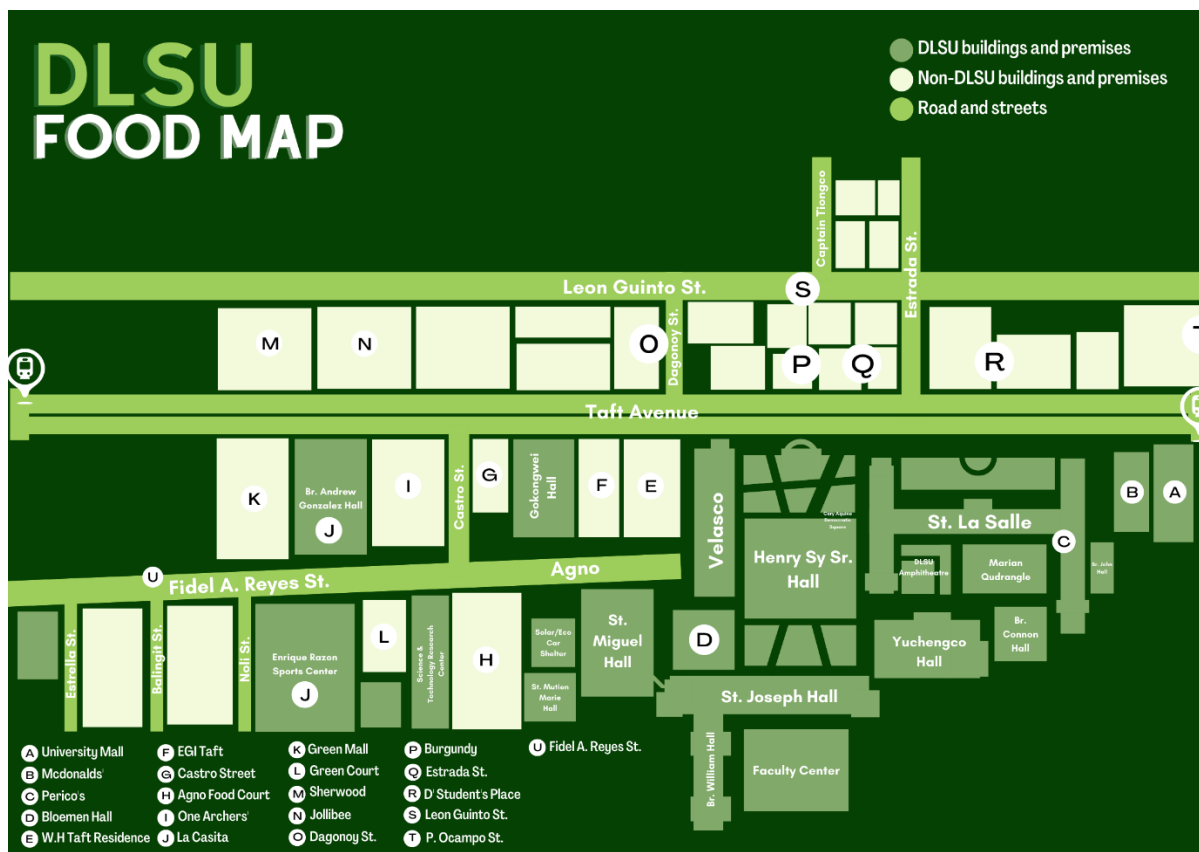 DLSU
FOOD MAP
DLSU buildings and premises
Non-DLSU buildings and premises
Road and streets
Captain Tiongco
Estrada St.
Leon Guinto St.
S
M
N
O
Dagonoy St.
P
Q
R
T
Taft Avenue
K
Br. Andrew
Gonzalez Hall
J
I
Castro St.
G
Gokongwei
Hall
F
E
Velasco
Henry Sy Sr.
Hall
St. La Salle
C
B
A
DLSU
Amphitheatre
Marian
Qudrangle
Br. John
Hall
U
Fidel A. Reyes St.
Agno
Estrella St.
Balingit St.
Noli St.
Enrique Razon
Sports Center
J
L
Science &
Technology Research
Center
H
Solar/Eco
Car
Shelter
St. Mutien
Marie
Hall
St.
Miguel
Hall
D
Yuchengco
Hall
Br.
Connon
Hall
St. Joseph Hall
Br. William Hall
Faculty Center
A University Mall
B Mcdonalds'
C Perico's
D Bloemen Hall
E W.H Taft Residence
F EGI Taft
G Castro Street
H Agno Food Court
I One Archers'
J La Casita
K Green Mall
L Green Court
M Sherwood
N Jollibee
O Dagonoy St.
P Burgundy
Q Estrada St.
R D'Student's Place
S Leon Guinto St.
T P. Ocampo St.
U Fidel A. Reyes St.